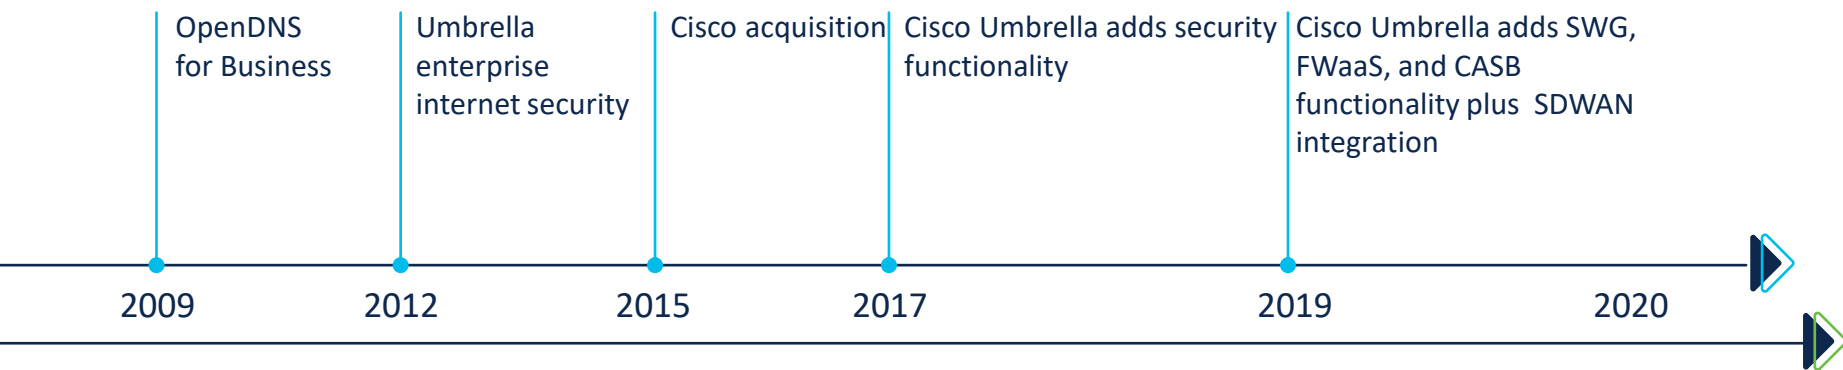 OpenDNS
for Business
Umbrella
enterprise
internet security
Cisco acquisition
Cisco Umbrella adds security
functionality
Cisco Umbrella adds SWG,
FWaaS, and CASB
functionality plus  SDWAN
integration
2009
2012
2015
2017
2019
2020